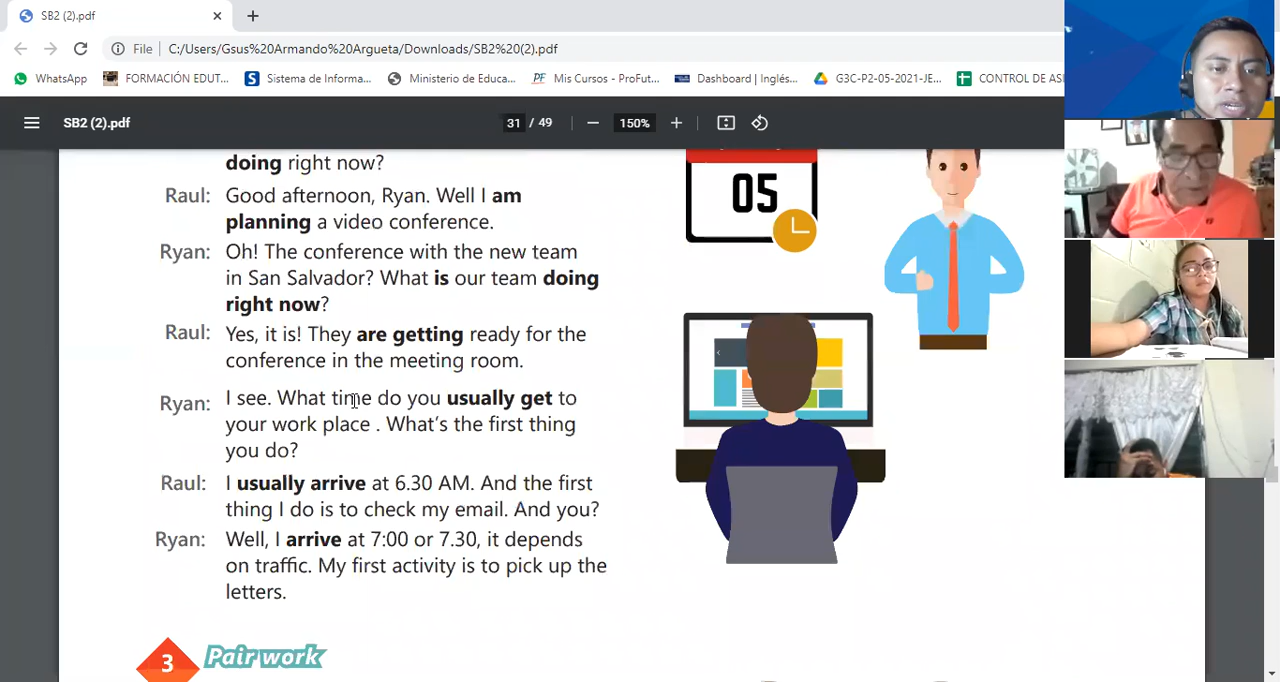 SB2 (2).pdf
File
C:/Users/Gsus%20Armando%20Argueta/Downloads/SB2%20(2).pdf
WhatsApp
FORMACIÓN EDUT...
S
Sistema de Informa...
Ministerio de Educa...
PF
Mis Cursos - ProFut...
Dashboard | Inglés,...
G3C-P2-05-2021-JE...
CONTROL DE AS
SB2 (2).pdf
31 / 49
150%
doing right now?
Raul: Good afternoon, Ryan. Well I am
planning a video conference.
Ryan: Oh! The conference with the new team
in San Salvador? What is our team doing
right now?
Raul: Yes, it is! They are getting ready for the
conference in the meeting room.
Ryan: I see. What time do you usually get to
your work place . What's the first thing
you do?
Raul: I usually arrive at 6.30 AM. And the first
thing I do is to check my email. And you?
Ryan: Well, I arrive at 7:00 or 7.30, it depends
on traffic. My first activity is to pick up the
letters.
05
3 Pair work